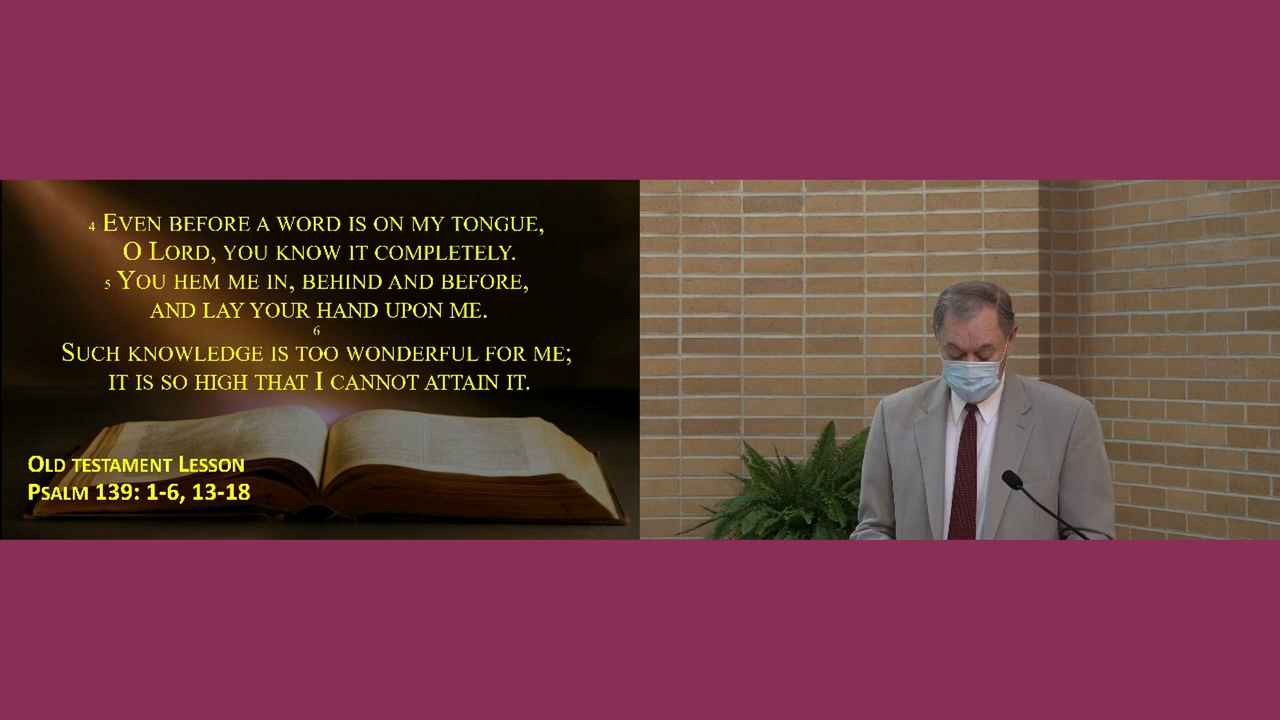 4 Even before a word is on my tongue,
O Lord, you know it completely.
5 You hem me in, behind and before,
and lay your hand upon me.
6
Such knowledge is too wonderful for me;
it is so high that I cannot attain it.
Old testament Lesson
Psalm 139: 1-6, 13-18